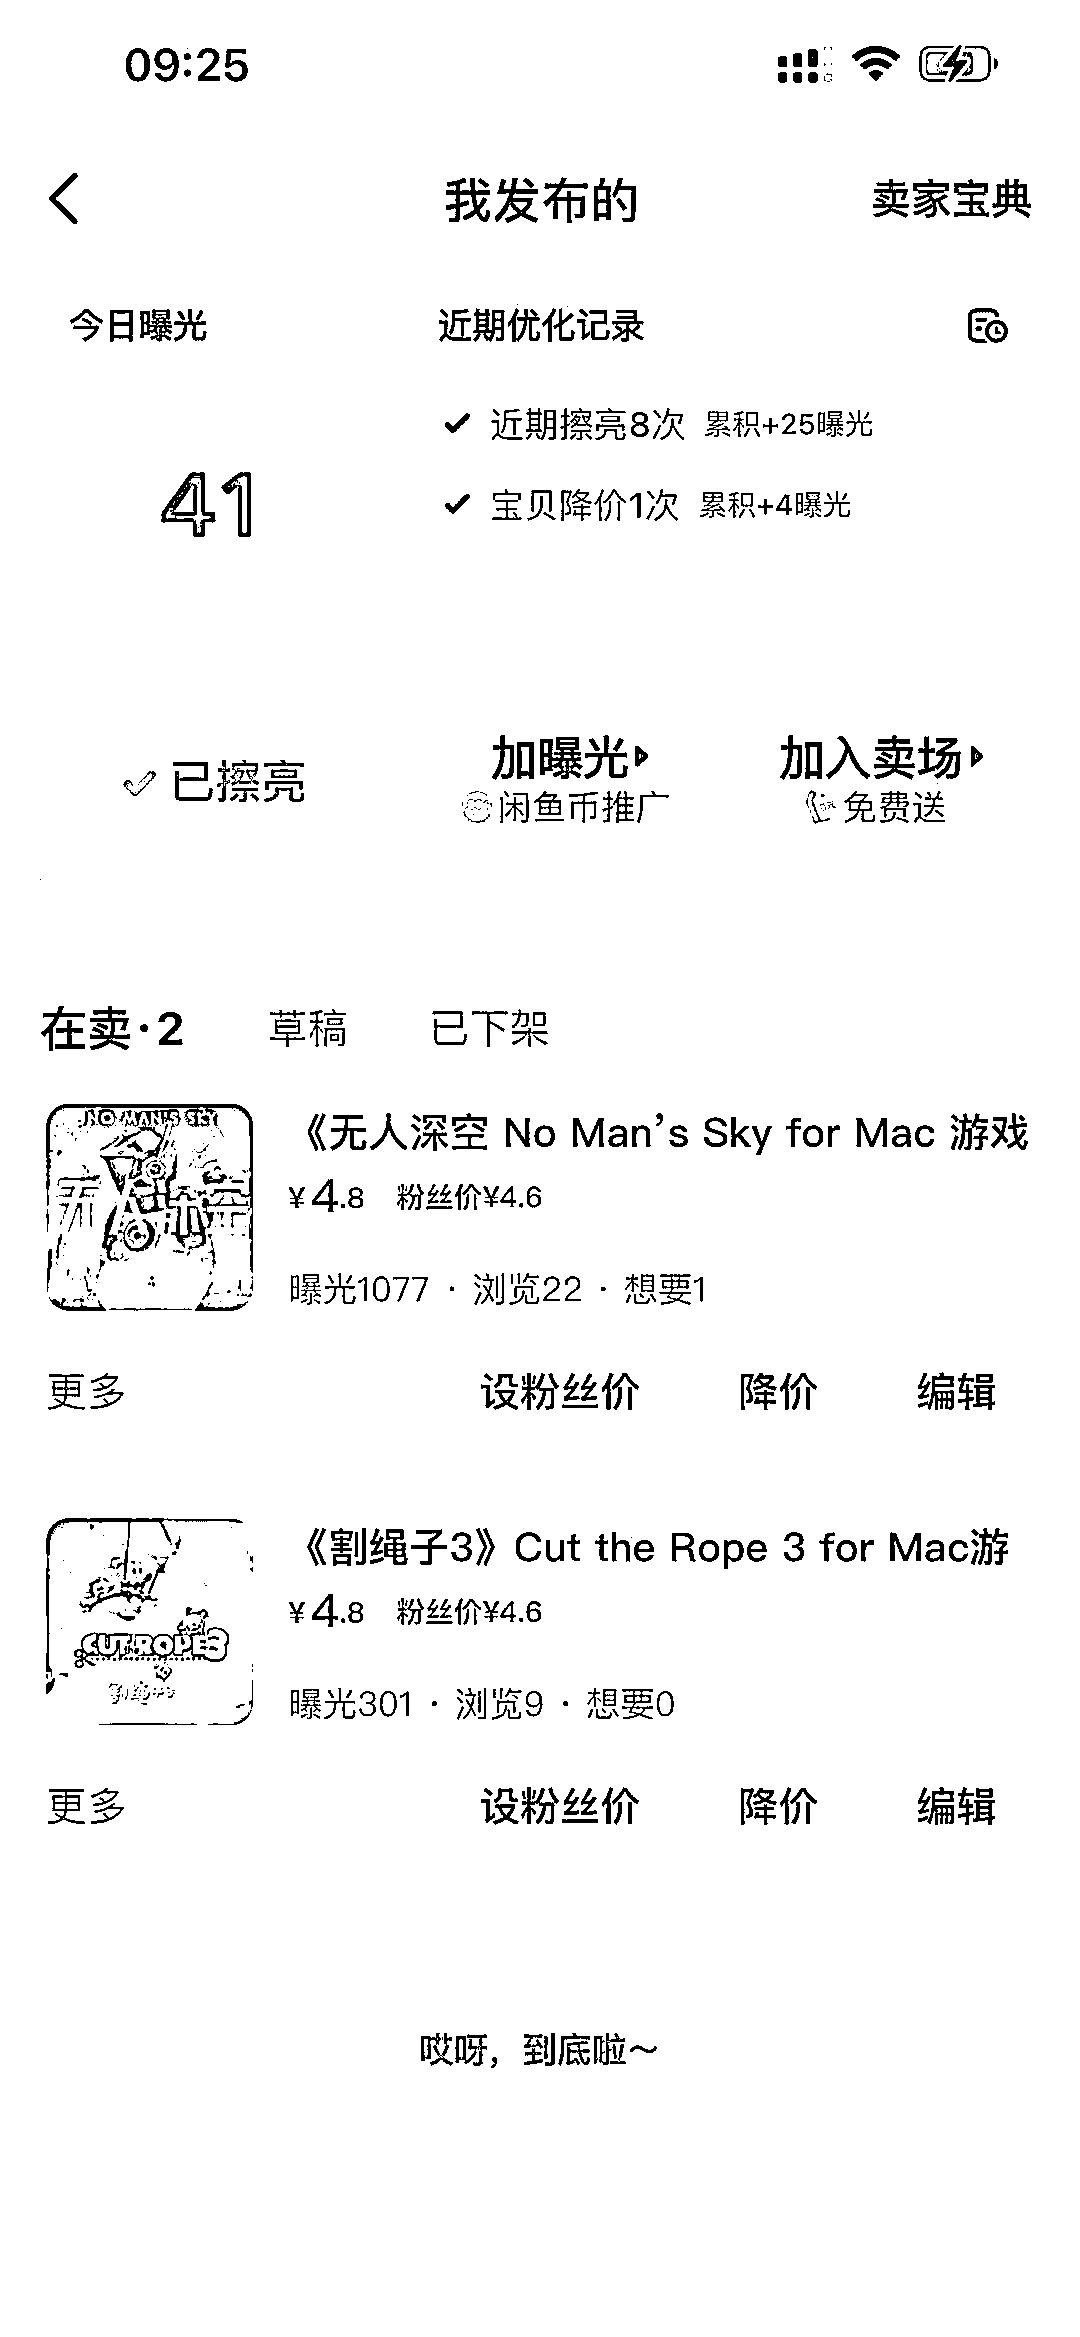 09:25
我发布的
卖家宝典
今日曝光
近期优化记录
41
近期擦亮8次 累积+25曝光
宝贝降价1次 累积+4曝光
已擦亮
加曝光
闲鱼币推广
加入卖场
免费送
在卖·2 草稿 已下架
NO MAN'S SKY
《无人深空 No Man's Sky for Mac 游戏
¥4.8 粉丝价¥4.6
曝光1077 · 浏览22 · 想要1
更多 设粉丝价 降价 编辑
CUT ROPE 3
《割绳子3》Cut the Rope 3 for Mac游
¥4.8 粉丝价¥4.6
曝光301 · 浏览9 · 想要0
更多 设粉丝价 降价 编辑
哎呀，到底啦～